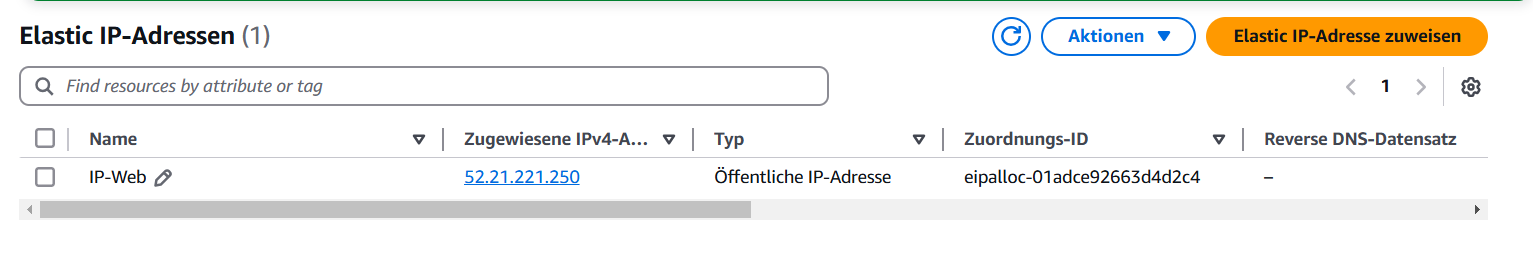 Elastic IP-Adressen (1)
Aktionen
Elastic IP-Adresse zuweisen
Find resources by attribute or tag
1
Name Zugewiesene IPv4-A... Typ Zuordnungs-ID Reverse DNS-Datensatz
IP-Web 52.21.221.250 Öffentliche IP-Adresse eipalloc-01adce92663d4d2c4 –